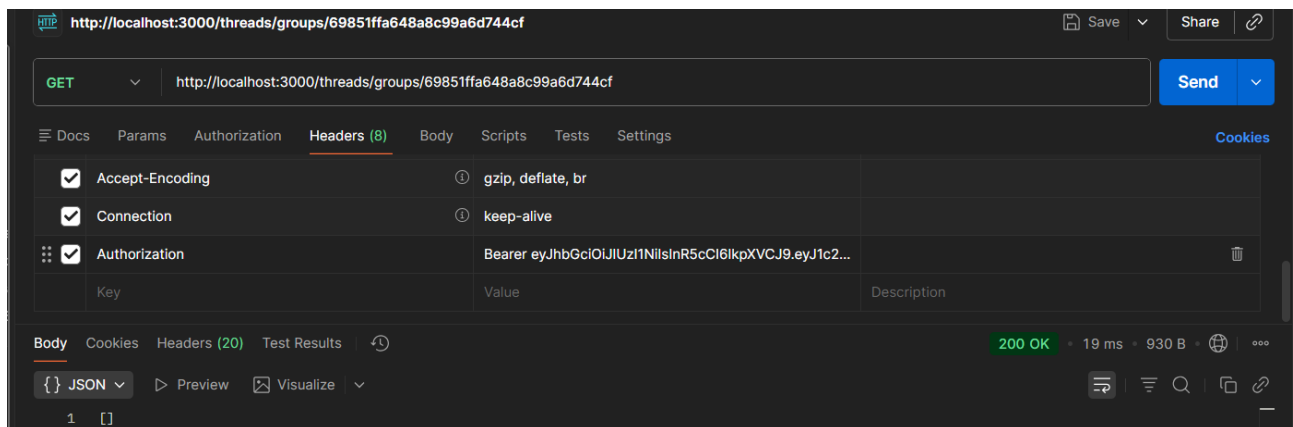 HTTP http://localhost:3000/threads/groups/69851ffa648a8c99a6d744cf Save Share
GET http://localhost:3000/threads/groups/69851ffa648a8c99a6d744cf Send
Docs Params Authorization Headers (8) Body Scripts Tests Settings Cookies
Accept-Encoding gzip, deflate, br
Connection keep-alive
Authorization Bearer eyJhbGciOiJIUzI1NiIsInR5cCI6IkpXVCJ9.eyJ1c2...
Key Value Description
Body Cookies Headers (20) Test Results 200 OK • 19 ms • 930 B •
{} JSON Preview Visualize
1 []